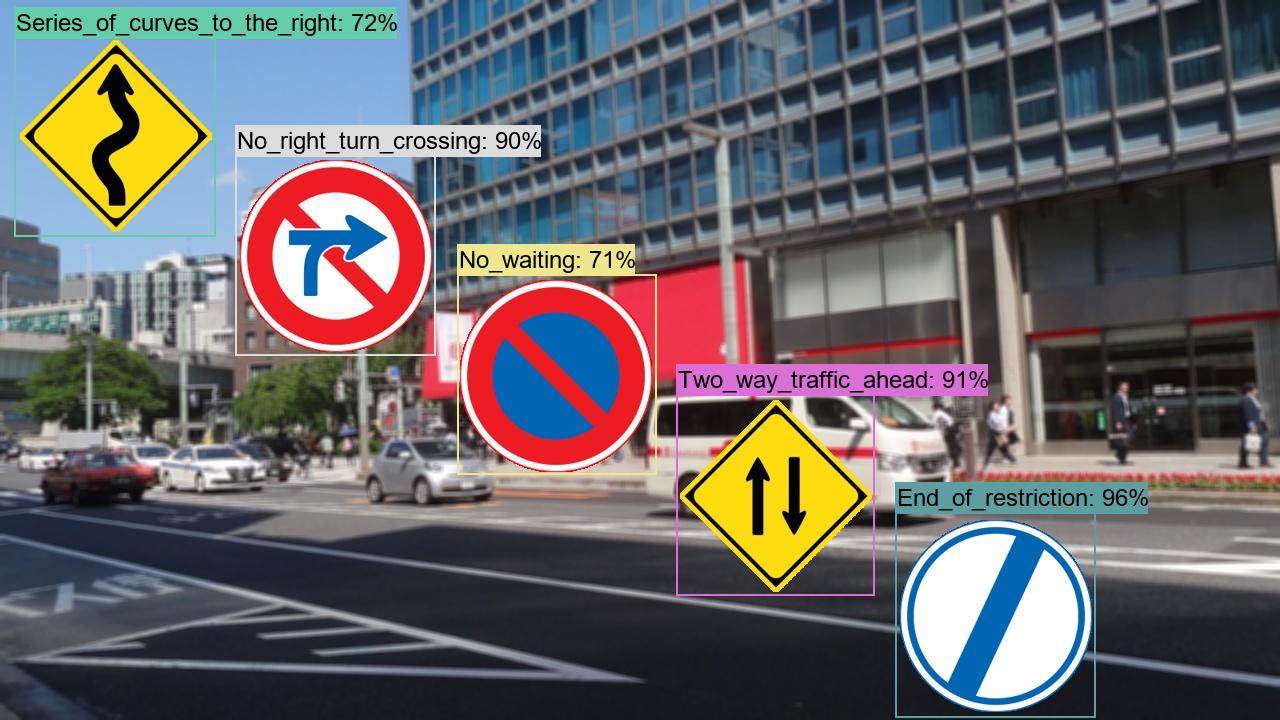 Series_of_curves_to_the_right: 72%
No_right_turn_crossing: 90%
No_waiting: 71%
Two_way_traffic_ahead: 91%
End_of_restriction: 96%